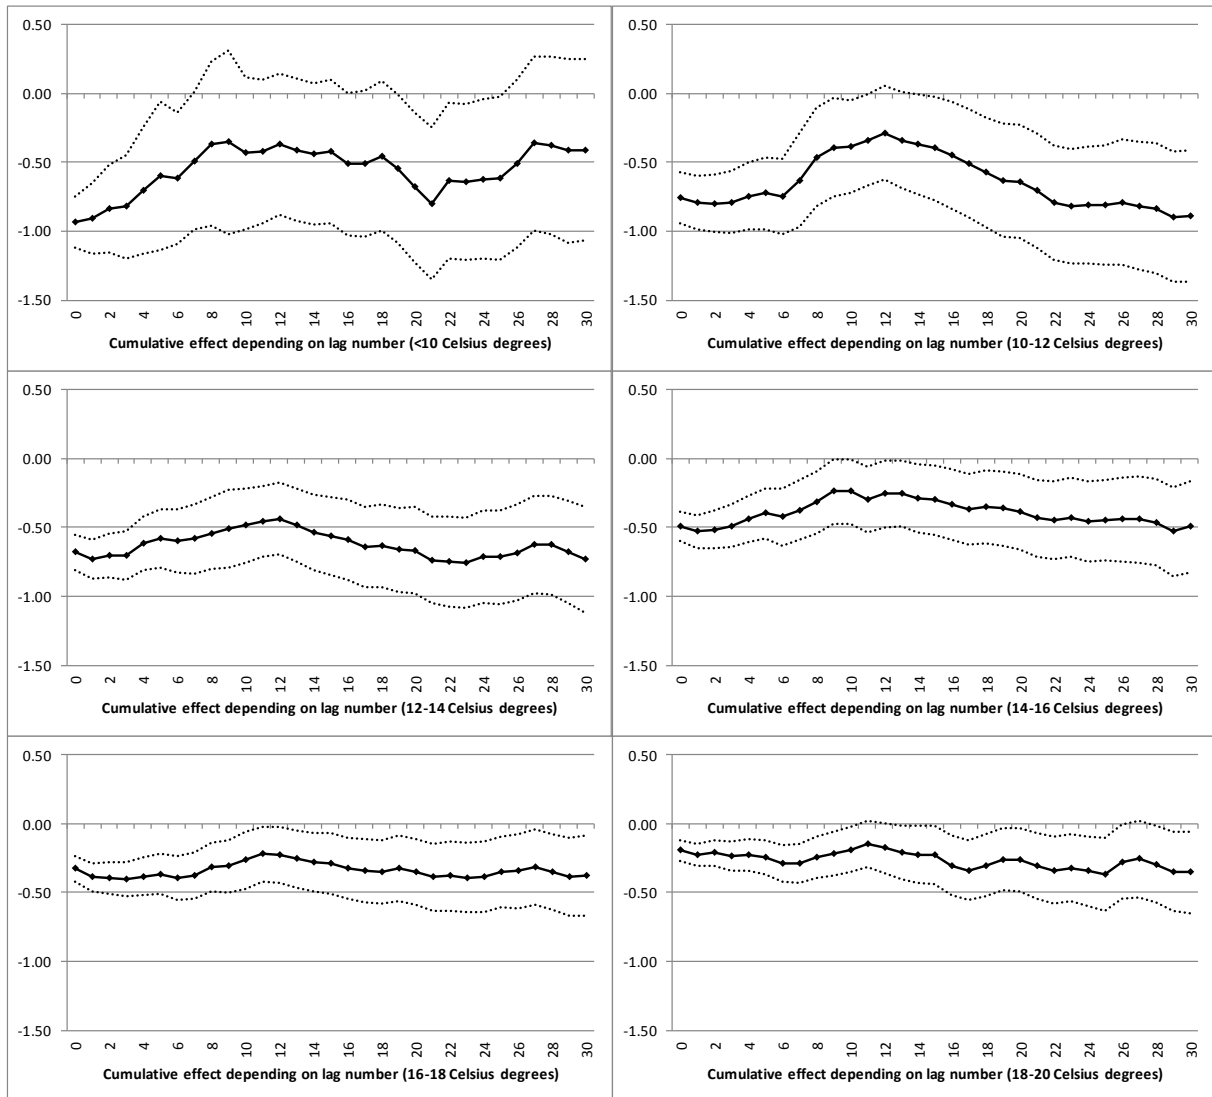 0.50
0.00
-0.50
-1.00
-1.50
0 2 4 6 8 10 12 14 16 18 20 22 24 26 28 30
Cumulative effect depending on lag number (<10 Celsius degrees)
0.50
0.00
-0.50
-1.00
-1.50
0 2 4 6 8 10 12 14 16 18 20 22 24 26 28 30
Cumulative effect depending on lag number (10-12 Celsius degrees)
0.50
0.00
-0.50
-1.00
-1.50
0 2 4 6 8 10 12 14 16 18 20 22 24 26 28 30
Cumulative effect depending on lag number (12-14 Celsius degrees)
0.50
0.00
-0.50
-1.00
-1.50
0 2 4 6 8 10 12 14 16 18 20 22 24 26 28 30
Cumulative effect depending on lag number (14-16 Celsius degrees)
0.50
0.00
-0.50
-1.00
-1.50
0 2 4 6 8 10 12 14 16 18 20 22 24 26 28 30
Cumulative effect depending on lag number (16-18 Celsius degrees)
0.50
0.00
-0.50
-1.00
-1.50
0 2 4 6 8 10 12 14 16 18 20 22 24 26 28 30
Cumulative effect depending on lag number (18-20 Celsius degrees)